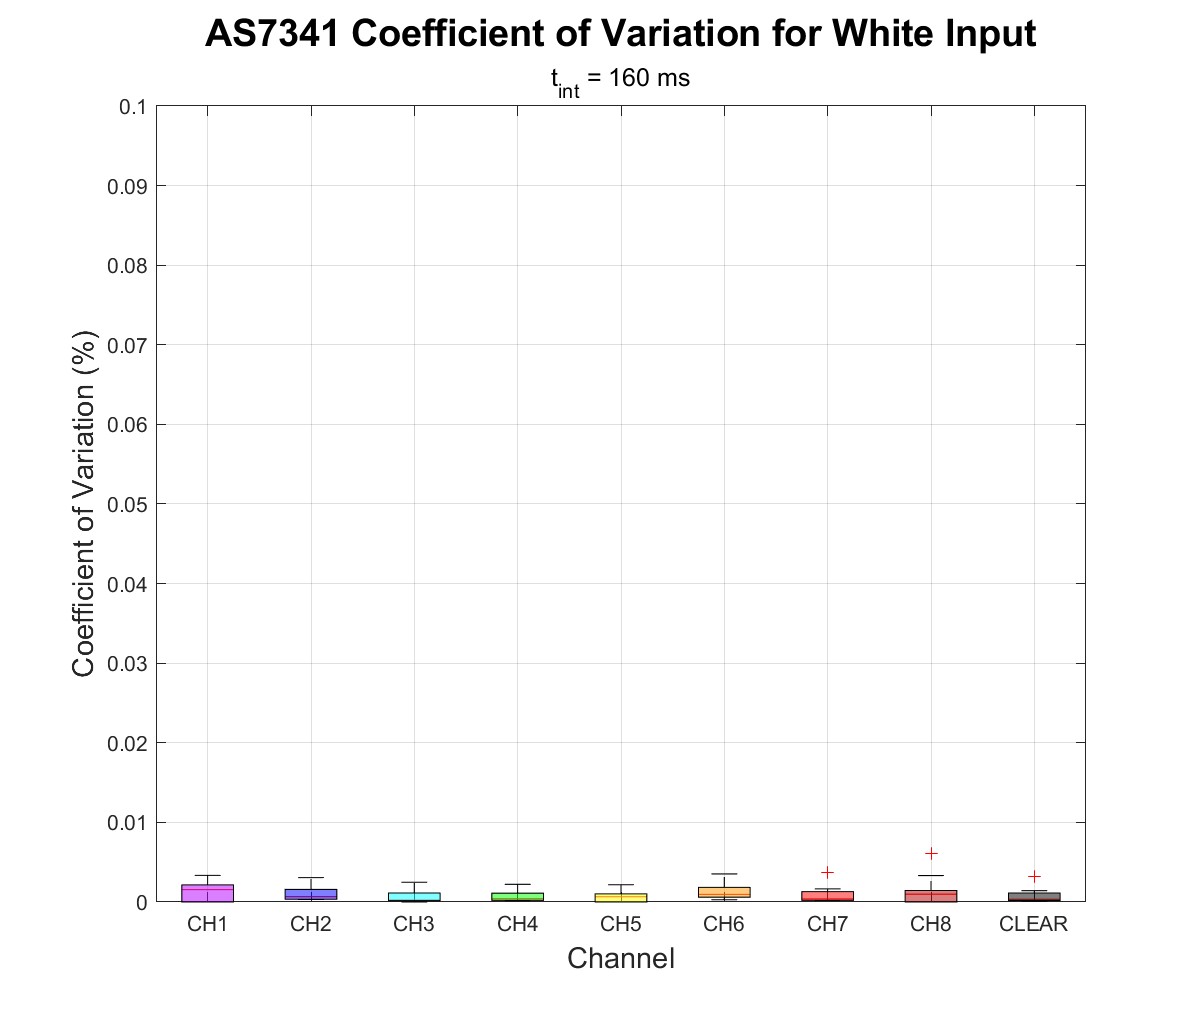 AS7341 Coefficient of Variation for White Input
t_int = 160 ms
Coefficient of Variation (%)
0.1
0.09
0.08
0.07
0.06
0.05
0.04
0.03
0.02
0.01
0
CH1 CH2 CH3 CH4 CH5 CH6 CH7 CH8 CLEAR
Channel